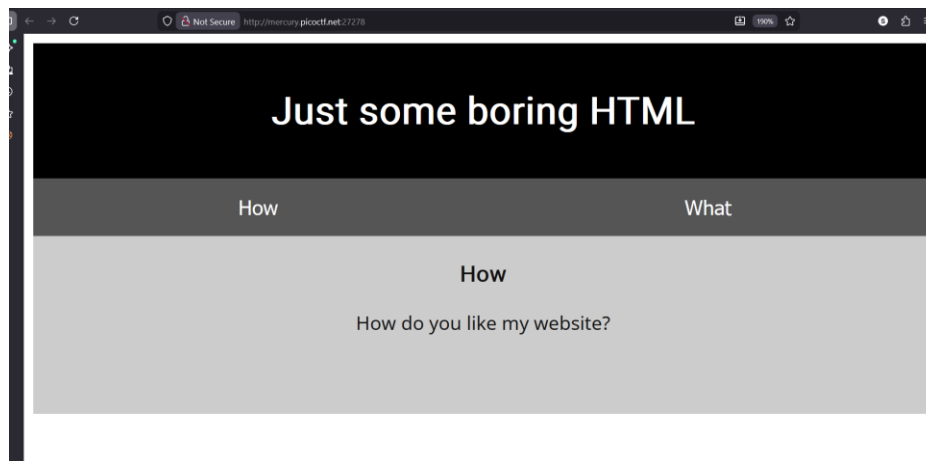 Not Secure http://mercury.picoctf.net:27278 190%
Just some boring HTML
How What
How
How do you like my website?